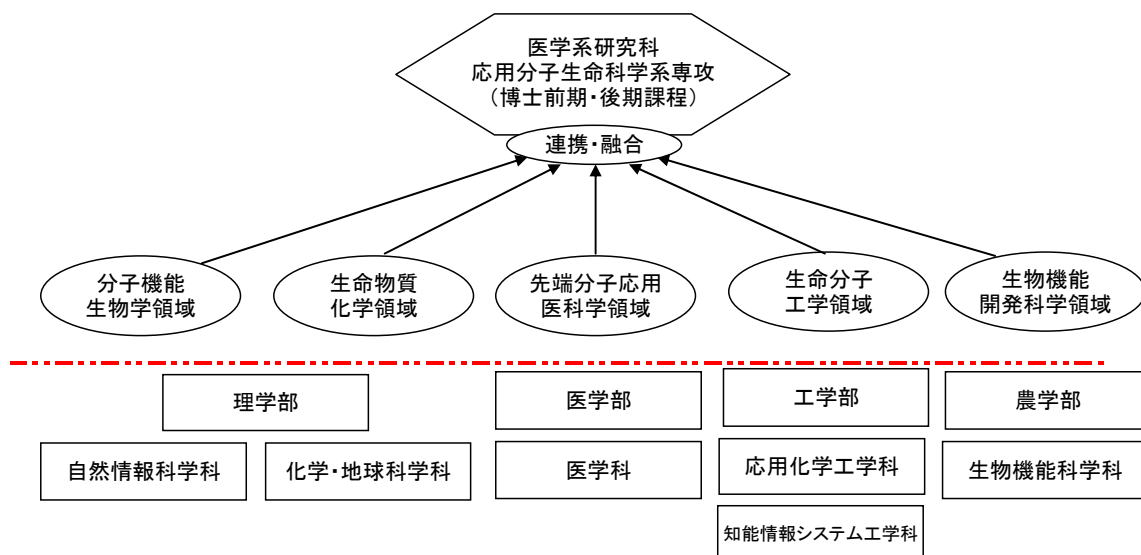 医学系研究科
応用分子生命科学系専攻
(博士前期・後期課程)
連携・融合
分子機能
生物学領域
生命物質
化学領域
先端分子応用
医科学領域
生命分子
工学領域
生物機能
開発科学領域
理学部
医学部
工学部
農学部
自然情報科学科
化学・地球科学科
医学科
応用化学工学科
生物機能科学科
知能情報システム工学科